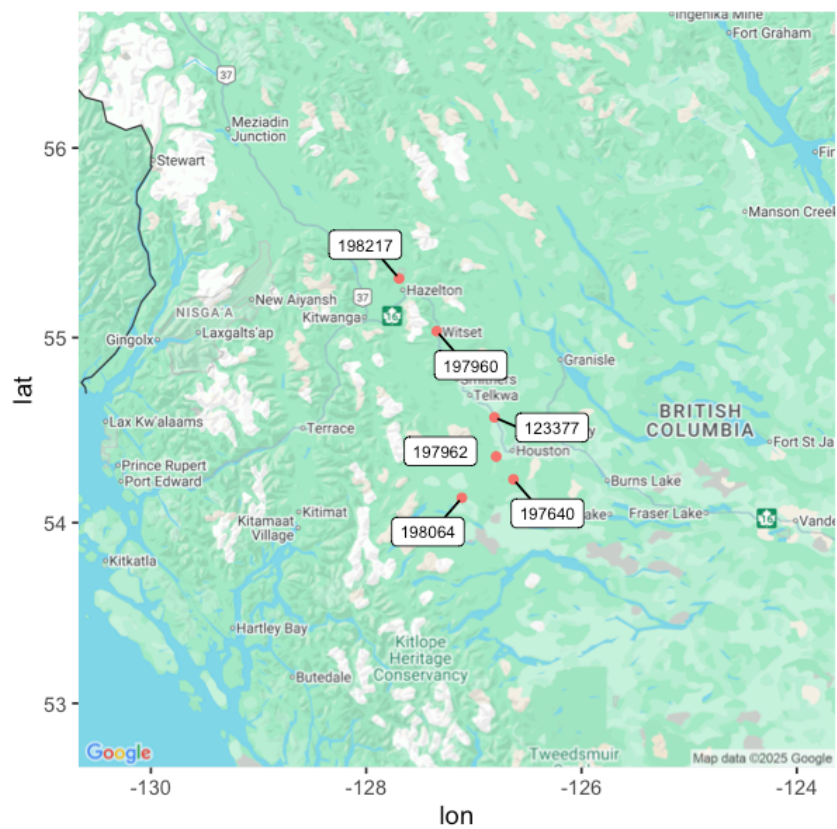 Ingenika Mine
Fort Graham
37
Meziadin
Junction
56
Stewart
Manson Creek
198217
Hazelton
New Aiyansh
37
NISGA'A
Kitwanga
16
55
Gingolx
Laxgalts'ap
Witset
197960
Granisle
Smithers
Telkwa
BRITISH
COLUMBIA
lat
Lax Kw'alaams
Terrace
123377
197962
Houston
Fort St Ja
Prince Rupert
Port Edward
Burns Lake
Kitimat
197640
Fraser Lake
16
Vande
54
Kitamaat
Village
198064
Kitkatla
Hartley Bay
Kitlope
Heritage
Conservancy
Butedale
53
Google
Tweedsmuir
Map data ©2025 Google
-130
-128
-126
-124
lon